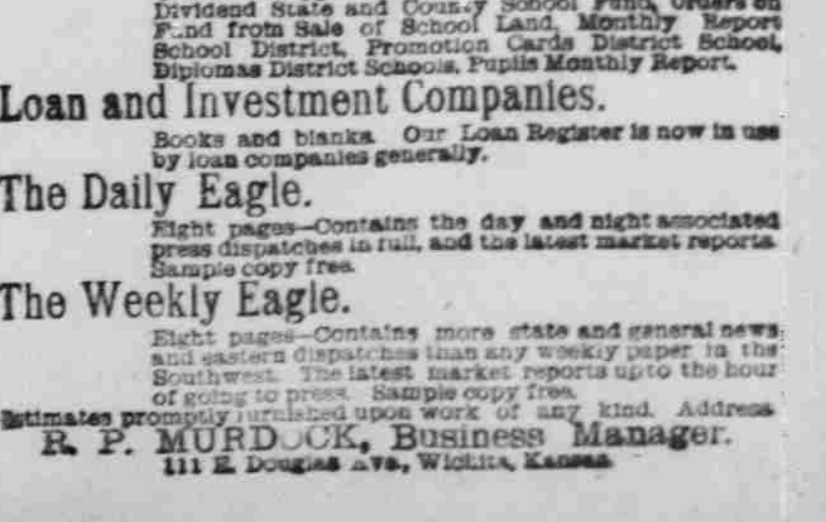 Dividend State and County School Fund, Orders on
Fund from Sale of School Land, Monthly Report
School District, Promotion Cards District School,
Diplomas District Schools, Pupils Monthly Report.
Loan and Investment Companies.
Books and blanks. Our Loan Register is now in use
by loan companies generally.
The Daily Eagle.
Eight pages—Contains the day and night associated
press dispatches in full, and the latest market reports
Sample copy free.
The Weekly Eagle.
Eight pages—Contains more state and general news
and eastern dispatches than any weekly paper in the
Southwest. The latest market reports up to the hour
of going to press. Sample copy free.
Estimates promptly furnished upon work of any kind. Address
R. P. MURDOCK, Business Manager.
111 E. Douglas Ave., Wichita, Kansas.